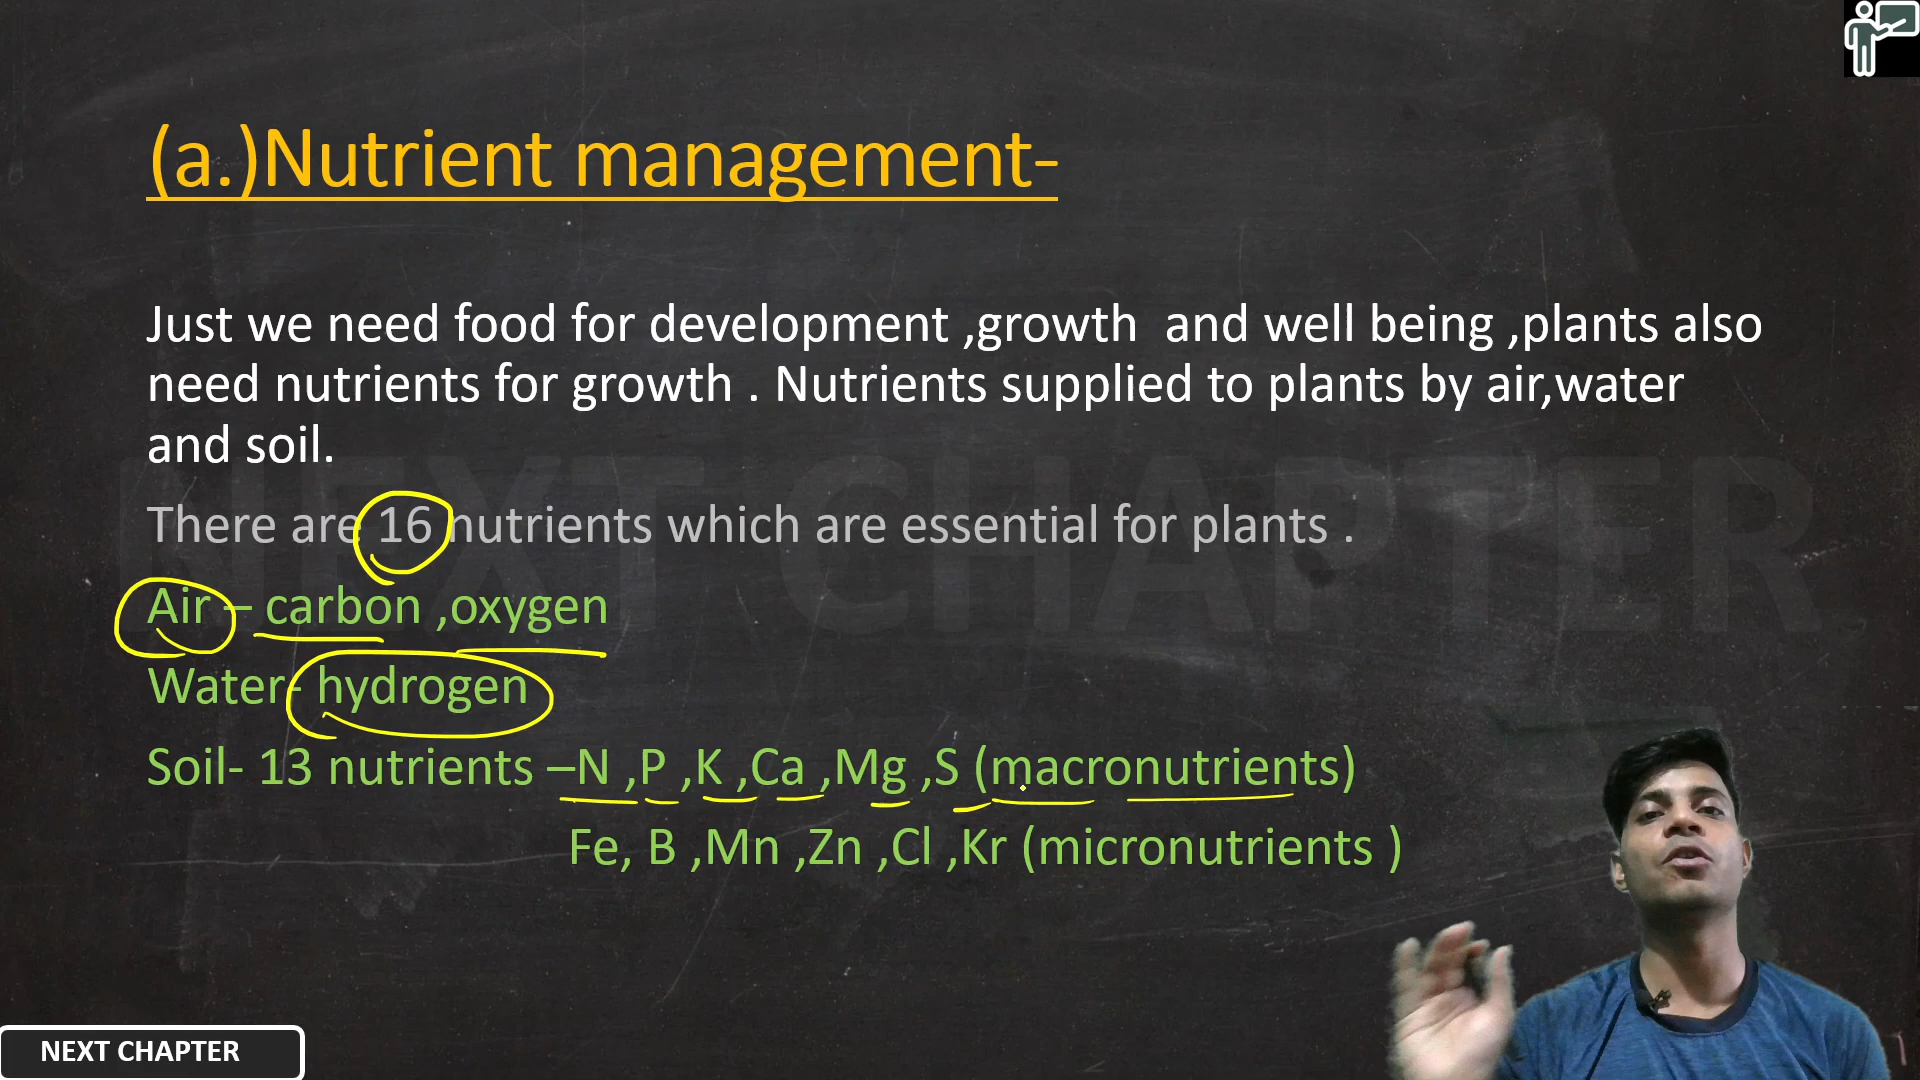 (a.)Nutrient management-
Just we need food for development ,growth  and well being ,plants also
need nutrients for growth . Nutrients supplied to plants by air,water
and soil.
There are 16 nutrients which are essential for plants .
Air – carbon ,oxygen
Water- hydrogen
Soil- 13 nutrients –N ,P ,K ,Ca ,Mg ,S (macronutrients)
Fe, B ,Mn ,Zn ,Cl ,Kr (micronutrients )
NEXT CHAPTER
NEXT CHAPTER